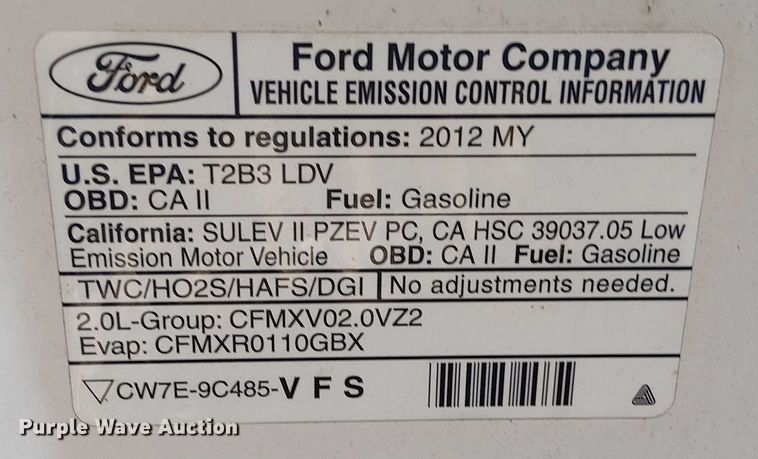 Ford
Ford Motor Company
VEHICLE EMISSION CONTROL INFORMATION
Conforms to regulations: 2012 MY
U.S. EPA: T2B3 LDV
OBD: CA II Fuel: Gasoline
California: SULEV II PZEV PC, CA HSC 39037.05 Low
Emission Motor Vehicle OBD: CA II Fuel: Gasoline
TWC/HO2S/HAFS/DGI No adjustments needed.
2.0L-Group: CFMXV02.0VZ2
Evap: CFMXR0110GBX
CW7E-9C485-V F S
Purple Wave Auction